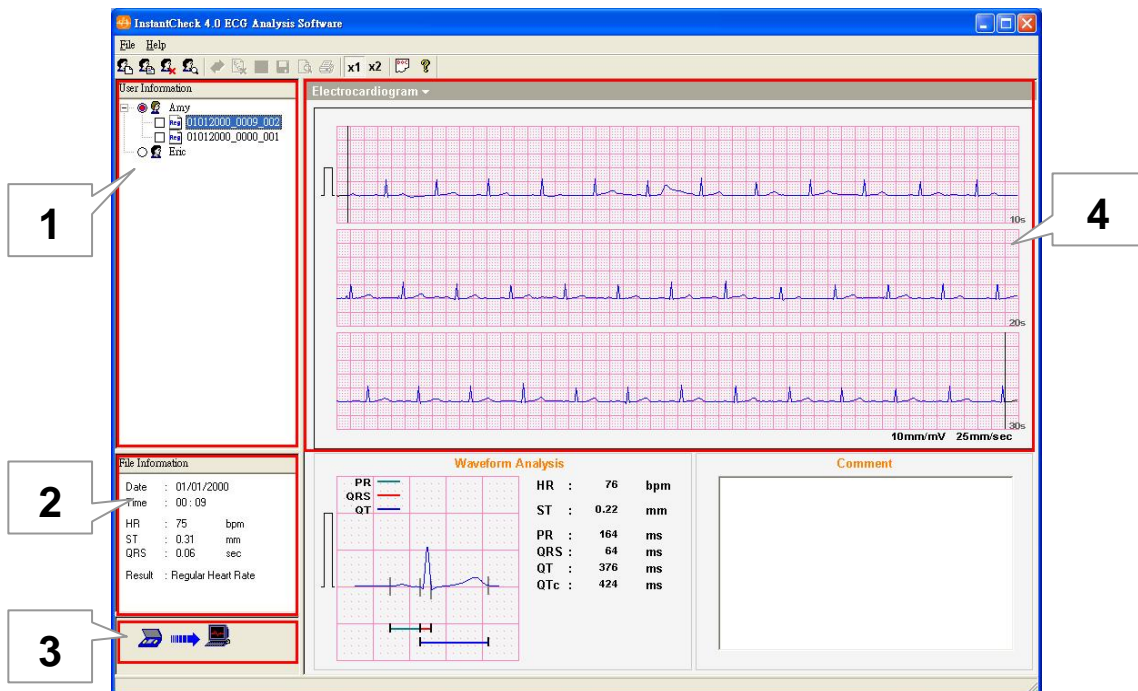 InstantCheck 4.0 ECG Analysis Software
File Help
x1 x2
User Information
Amy
Reg 01012000_0009_002
Reg 01012000_0000_001
Eric
1
Electrocardiogram
10s
20s
30s
10mm/mV 25mm/sec
4
File Information
Date : 01/01/2000
Time : 00 : 09
HR : 75 bpm
ST : 0.31 mm
QRS : 0.06 sec
Result : Regular Heart Rate
2
3
Waveform Analysis
PR
QRS
QT
HR : 76 bpm
ST : 0.22 mm
PR : 164 ms
QRS : 64 ms
QT : 376 ms
QTc : 424 ms
Comment